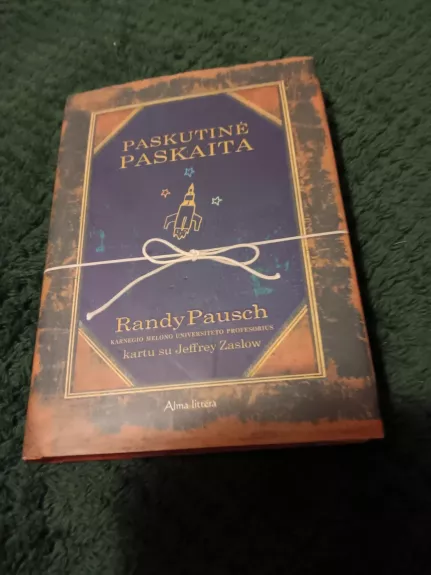 PASKUTINĖ
PASKAITA
Randy Pausch
KARNEGIO MELONO UNIVERSITETO PROFESORIUS
kartu su Jeffrey Zaslow
Alma littera